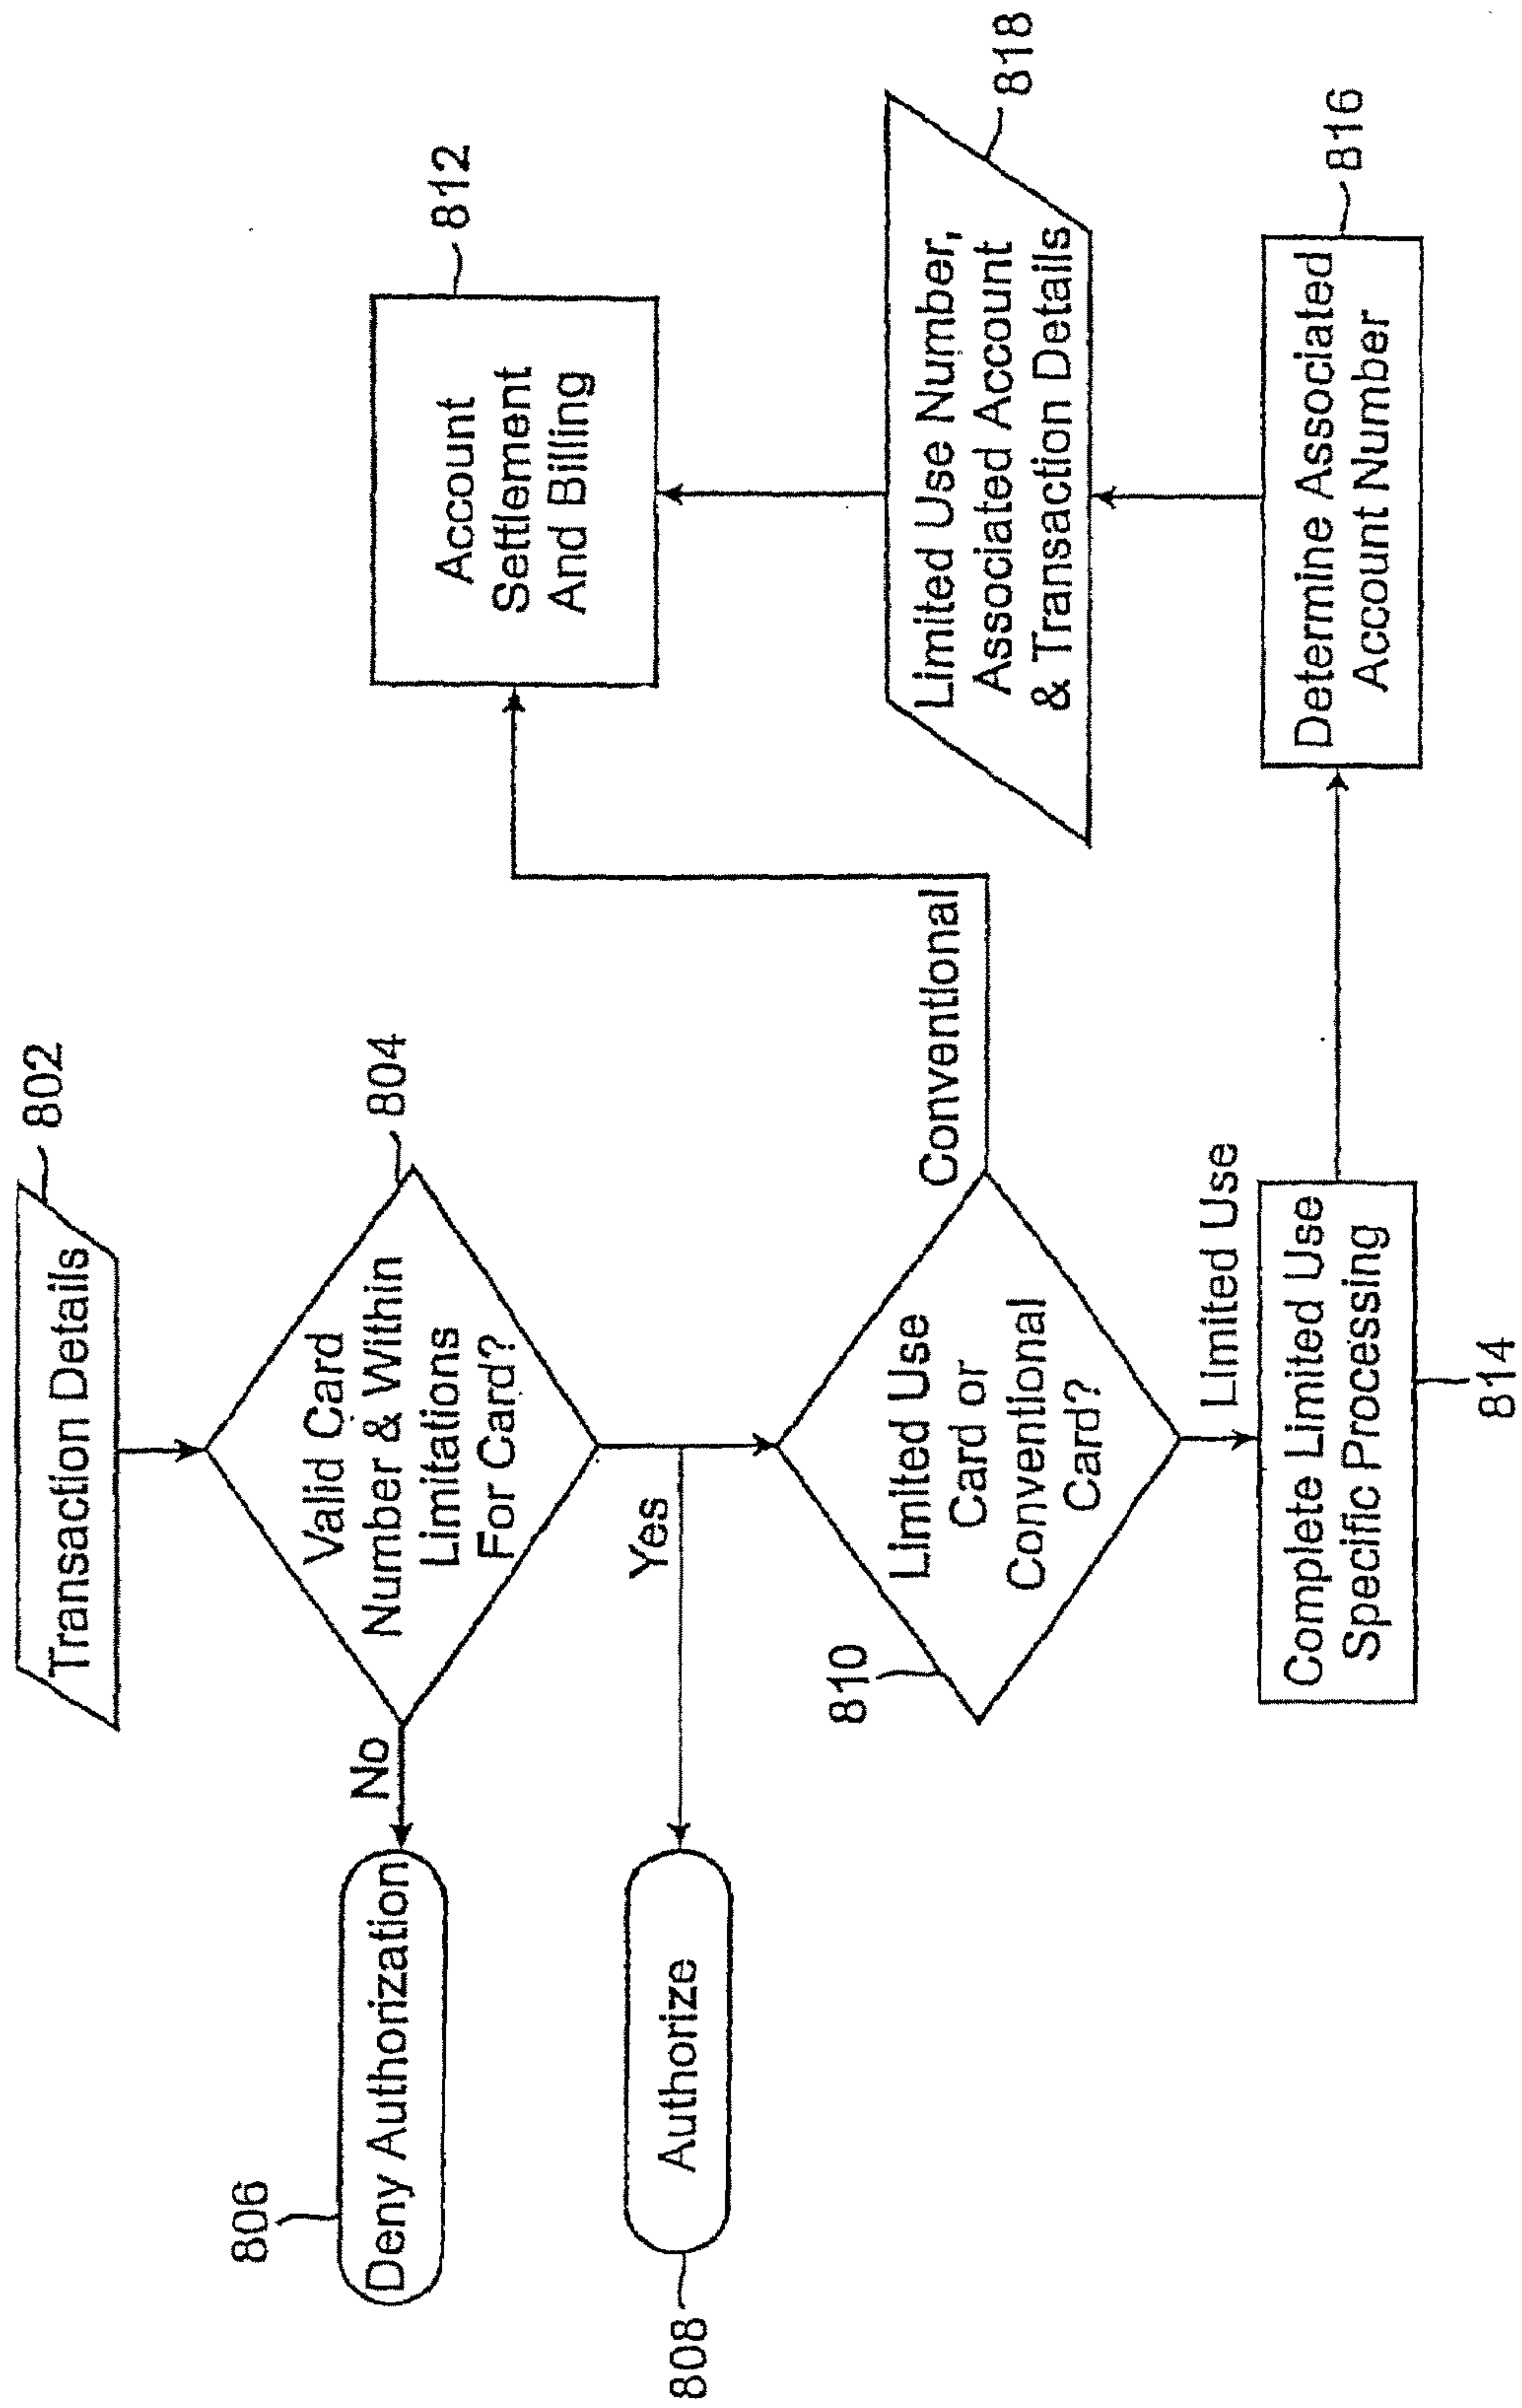 802
Transaction Details
804
Valid Card
Number & Within
Limitations
For Card?
No
806
Deny Authorization
Yes
808
Authorize
810
Limited Use
Card or
Conventional
Card?
Conventional
812
Account
Settlement
And Billing
Limited Use
814
Complete Limited Use
Specific Processing
816
Determine Associated
Account Number
818
Limited Use Number,
Associated Account
& Transaction Details